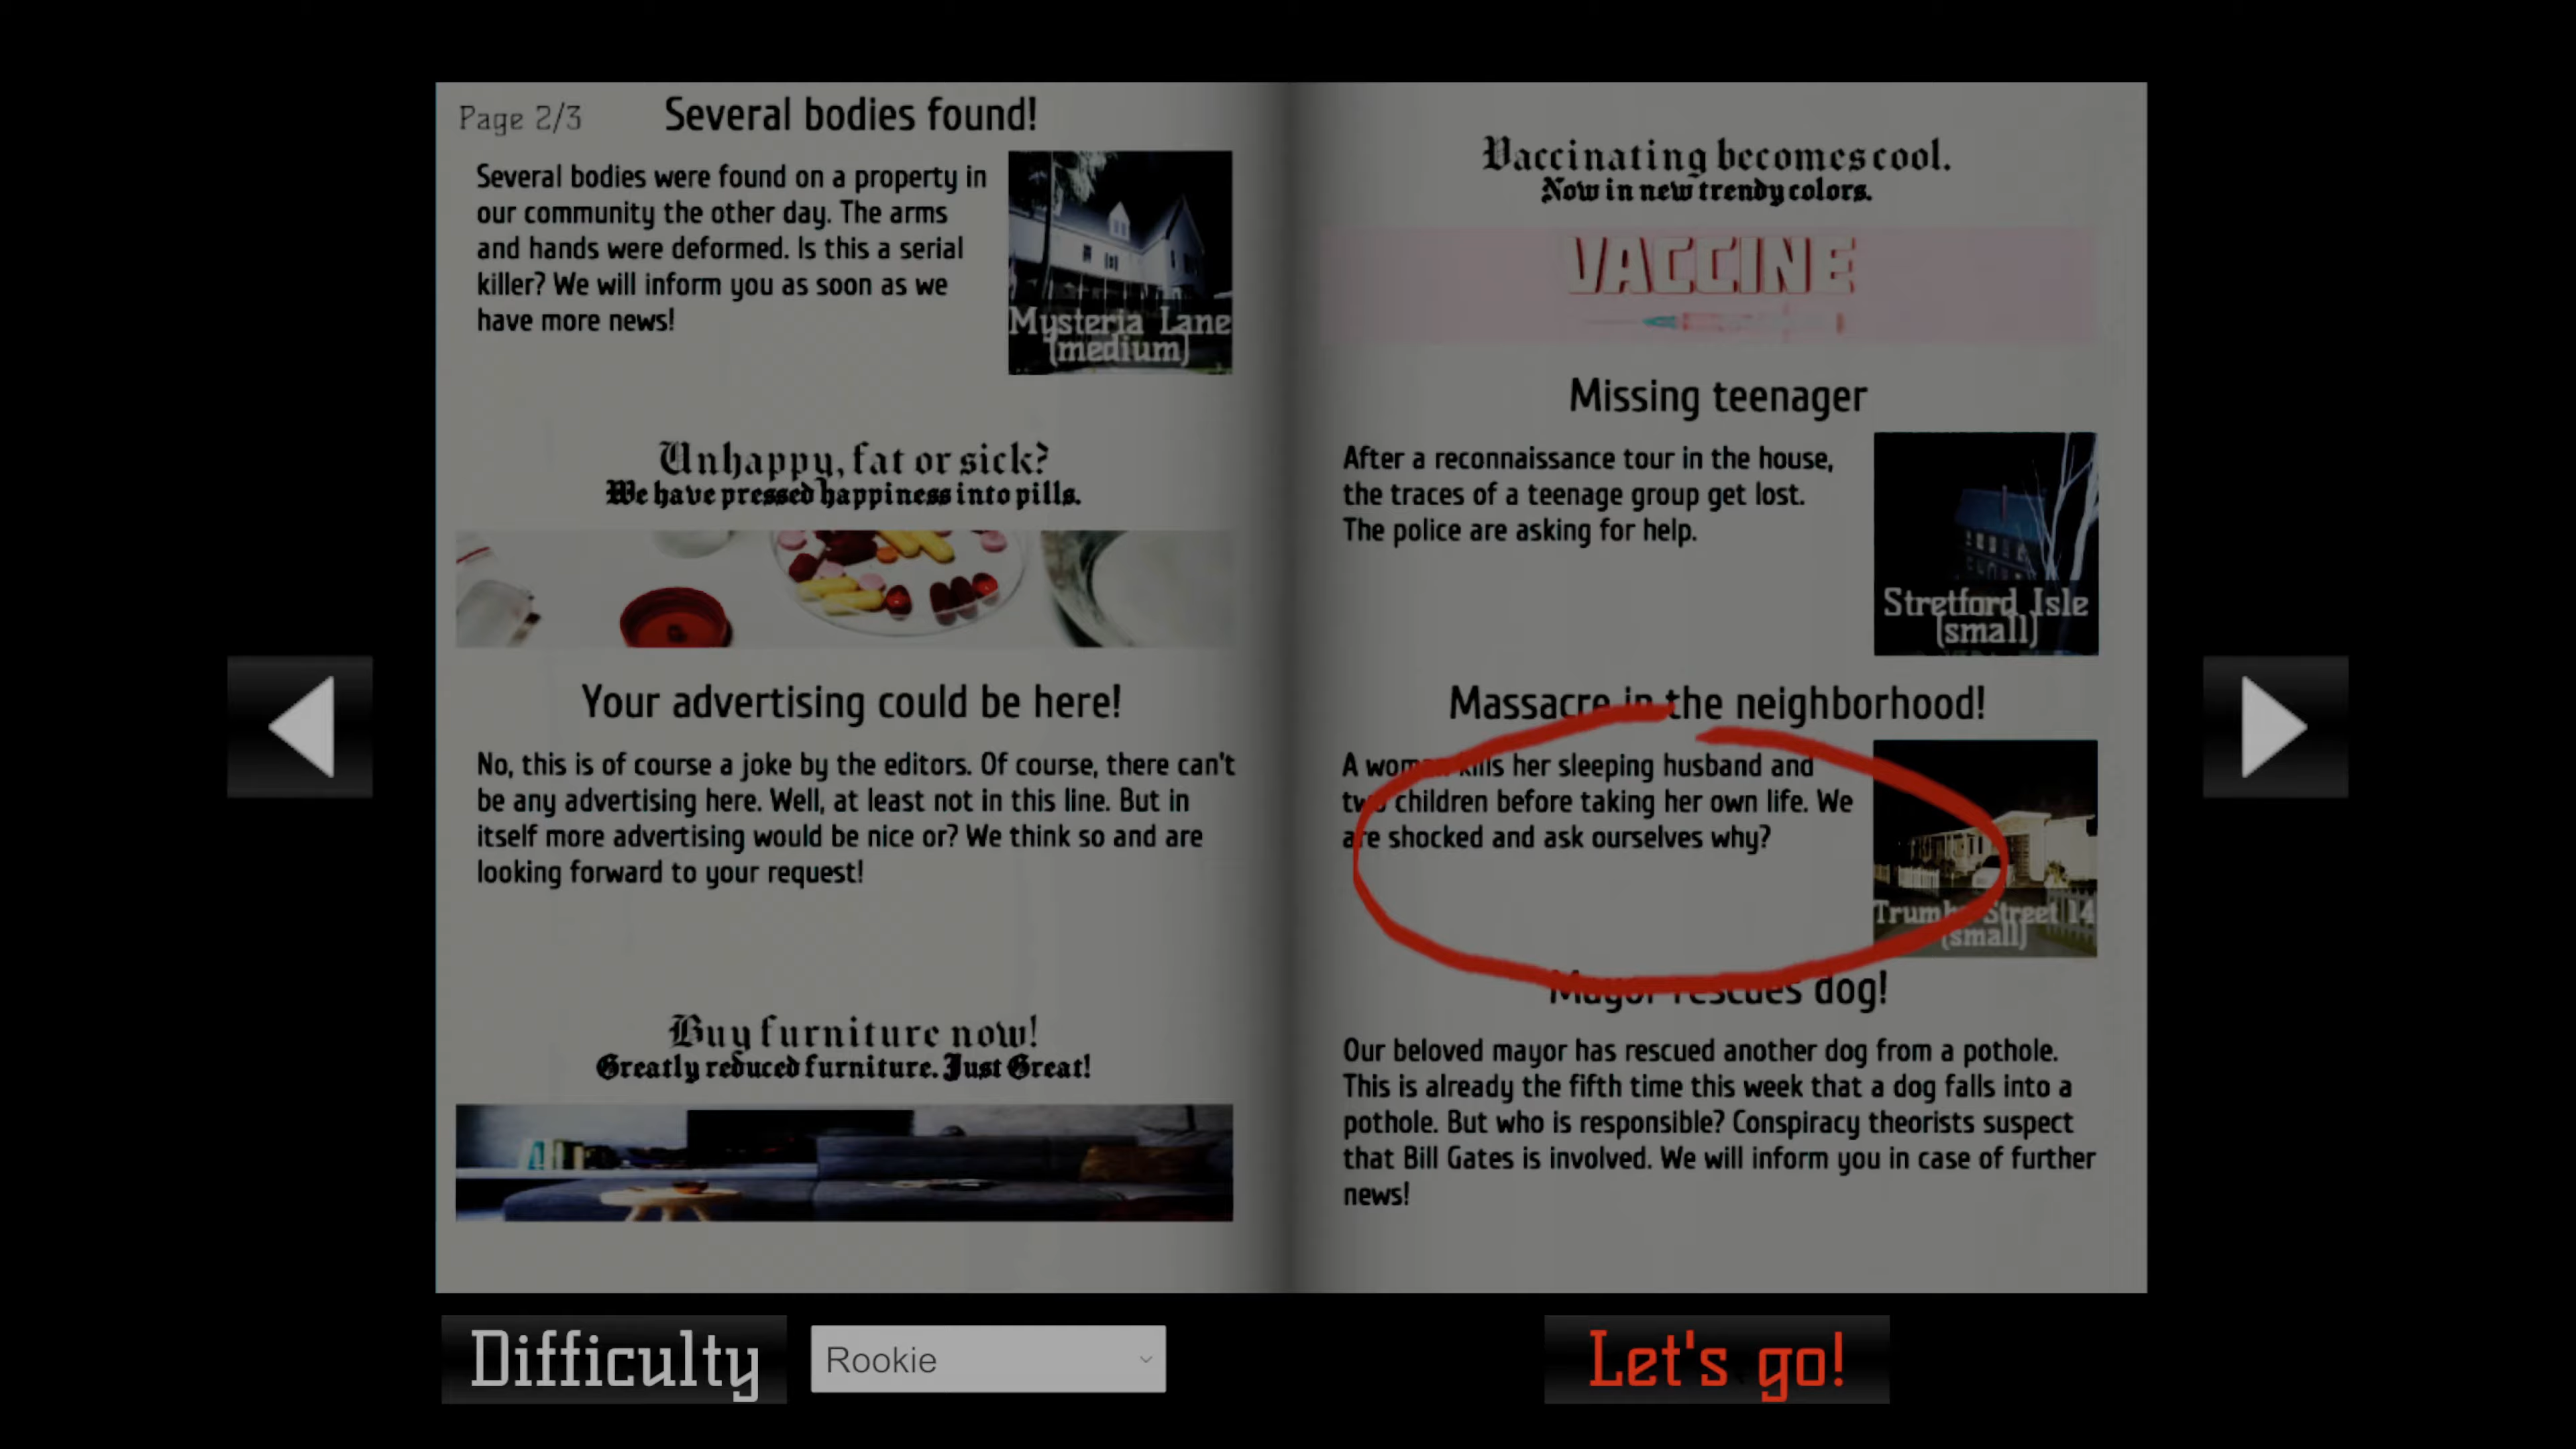 Page 2/3
Several bodies found!
Several bodies were found on a property in
our community the other day. The arms
and hands were deformed. Is this a serial
killer? We will inform you as soon as we
have more news!
Mysteria Lane
(medium)
Unhappy, fat or sick?
We have pressed happiness into pills.
Your advertising could be here!
No, this is of course a joke by the editors. Of course, there can't
be any advertising here. Well, at least not in this line. But in
itself more advertising would be nice or? We think so and are
looking forward to your request!
Buy furniture now!
Greatly reduced furniture. Just Great!
Vaccinating becomes cool.
Now in new trendy colors.
VACCINE
Missing teenager
After a reconnaissance tour in the house,
the traces of a teenage group get lost.
The police are asking for help.
Stretford Isle
(small)
Massacre in the neighborhood!
A woman kills her sleeping husband and
two children before taking her own life. We
are shocked and ask ourselves why?
Street 14
(small)
Mayor rescues dog!
Our beloved mayor has rescued another dog from a pothole.
This is already the fifth time this week that a dog falls into a
pothole. But who is responsible? Conspiracy theorists suspect
that Bill Gates is involved. We will inform you in case of further
news!
Difficulty
Rookie
Let's go!